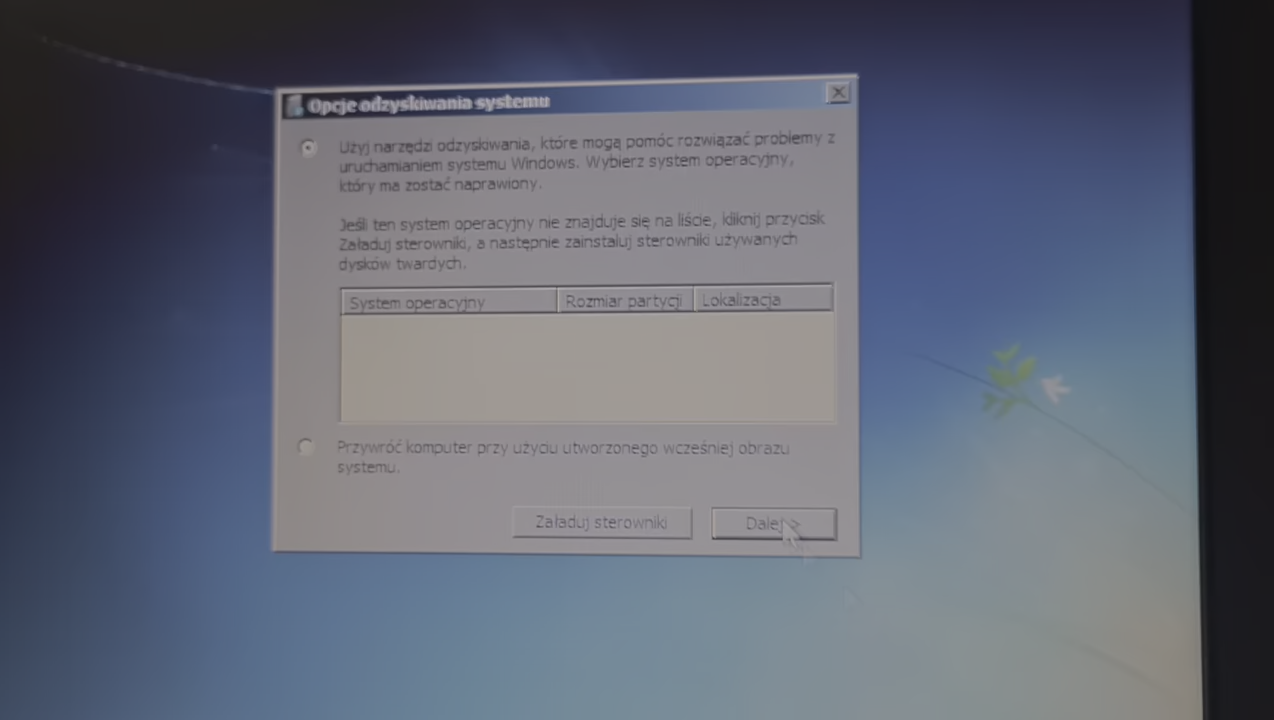 Opcje odzyskiwania systemu
Użyj narzędzi odzyskiwania, które mogą pomóc rozwiązać problemy z
uruchamianiem systemu Windows. Wybierz system operacyjny,
który ma zostać naprawiony.
Jeśli ten system operacyjny nie znajduje się na liście, kliknij przycisk
Załaduj sterowniki, a następnie zainstaluj sterowniki używanych
dysków twardych.
System operacyjny Rozmiar partycji Lokalizacja
Przywróć komputer przy użyciu utworzonego wcześniej obrazu
systemu.
Załaduj sterowniki Dalej >